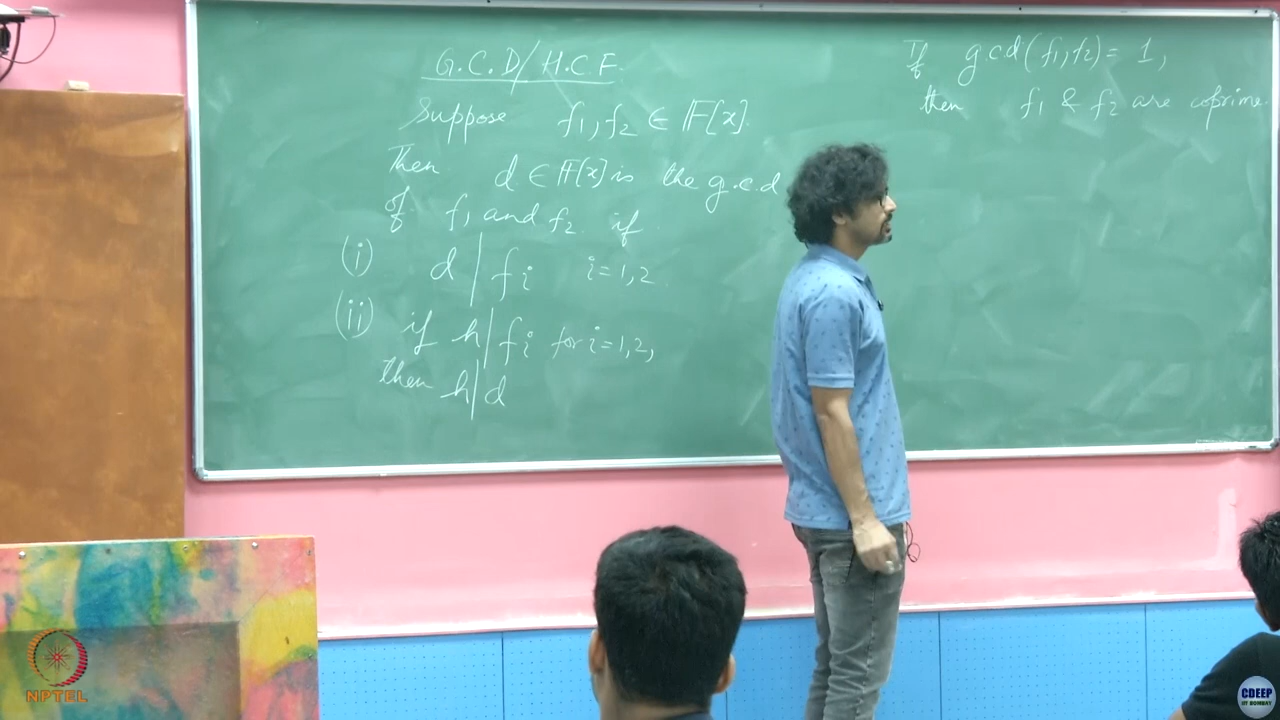 G.C.D/H.C.F.
Suppose f1, f2 ∈ F[x].
Then d ∈ F[x] is the g.c.d
of f1 and f2 if
(i) d | fi i=1,2.
(ii) if h | fi for i=1,2,
then h | d
If gcd(f1, f2) = 1,
then f1 & f2 are coprime.
NPTEL
CDEEP
IIT BOMBAY